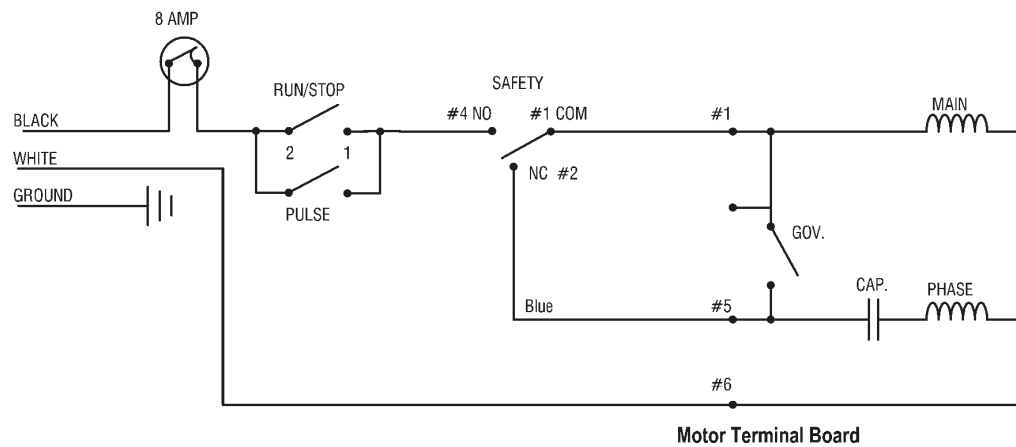 8 AMP
RUN/STOP
SAFETY
BLACK
#4 NO
#1 COM
#1
MAIN
2
1
WHITE
NC #2
GROUND
PULSE
GOV.
CAP.
PHASE
Blue
#5
#6
Motor Terminal Board